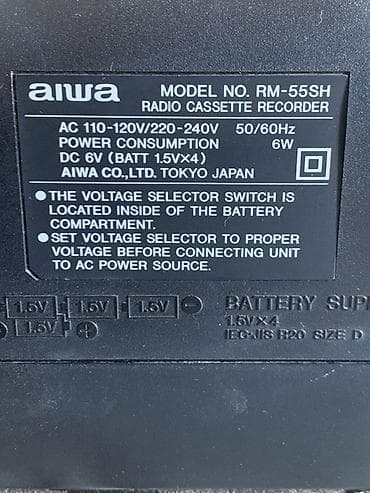 aiwa MODEL NO. RM-55SH
RADIO CASSETTE RECORDER
AC 110-120V/220-240V 50/60Hz
POWER CONSUMPTION 6W
DC 6V (BATT 1.5V×4)
AIWA CO.,LTD. TOKYO JAPAN
● THE VOLTAGE SELECTOR SWITCH IS
LOCATED INSIDE OF THE BATTERY
COMPARTMENT.
● SET VOLTAGE SELECTOR TO PROPER
VOLTAGE BEFORE CONNECTING UNIT
TO AC POWER SOURCE.
1.5V 1.5V 1.5V ⊖ BATTERY SUP
1.5V ⊕ 1.5V×4
IEC·JIS R20 SIZE D